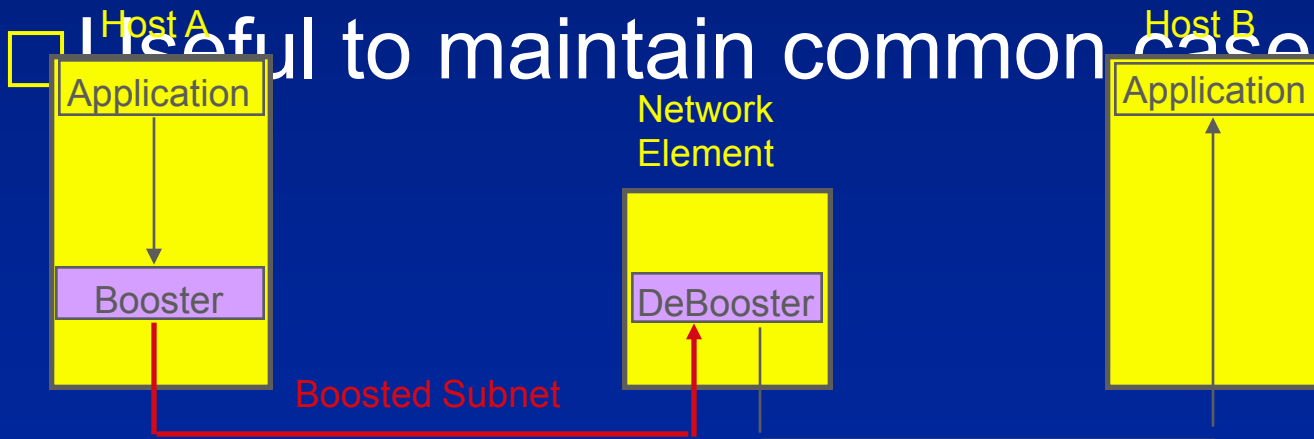 Useful to maintain common case
Host A
Host B
Application
Network
Element
Application
Booster
DeBooster
Boosted Subnet